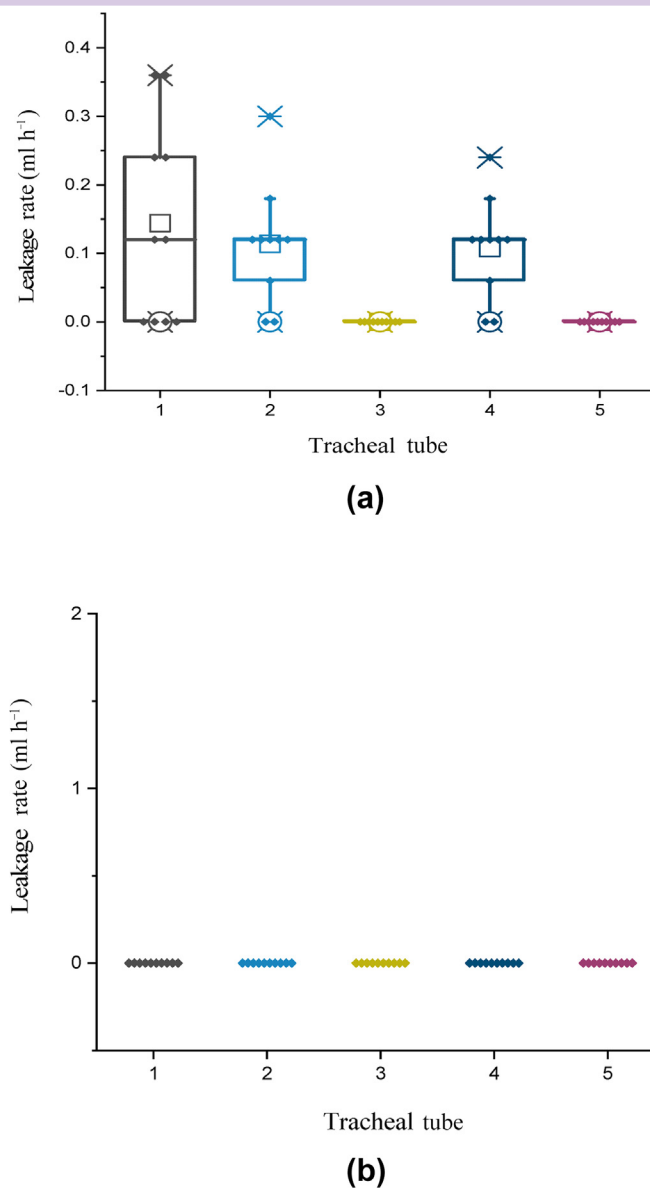 0.4
0.3
0.2
0.1
0.0
-0.1
Leakage rate (ml h⁻¹)
1 2 3 4 5
Tracheal tube
(a)
2
1
0
Leakage rate (ml h⁻¹)
1 2 3 4 5
Tracheal tube
(b)